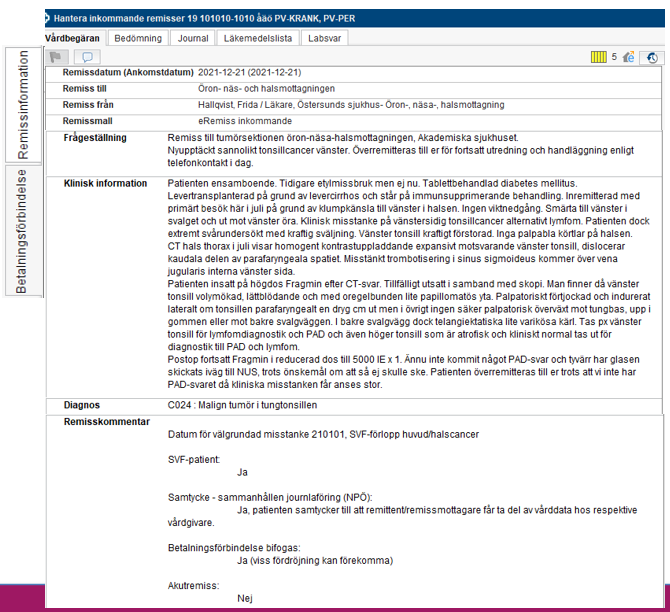 Hantera inkommande remisser 19 101010-1010 åäö PV-KRANK, PV-PER
Vårdbegäran Bedömning Journal Läkemedelslista Labsvar
5
Remissinformation
Betalningsförbindelse
Remissdatum (Ankomstdatum) 2021-12-21 (2021-12-21)
Remiss till Öron- näs- och halsmottagningen
Remiss från Hallqvist, Frida / Läkare, Östersunds sjukhus- Öron-, näsa-, halsmottagning
Remissmall eRemiss inkommande
Frågeställning Remiss till tumörsektionen öron-näsa-halsmottagningen, Akademiska sjukhuset.
Nyupptäckt sannolikt tonsillcancer vänster. Överremitteras till er för fortsatt utredning och handläggning enligt
telefonkontakt i dag.
Klinisk information Patienten ensamboende. Tidigare etylmissbruk men ej nu. Tablettbehandlad diabetes mellitus.
Levertransplanterad på grund av levercirrhos och står på immunsupprimerande behandling. Inremitterad med
primärt besök här i juli på grund av klumpkänsla till vänster i halsen. Ingen viktnedgång. Smärta till vänster i
svalget och ut mot vänster öra. Klinisk misstanke på vänstersidig tonsillcancer alternativt lymfom. Patienten dock
extremt svårundersökt med kraftig sväljning. Vänster tonsill kraftigt förstorad. Inga palpabla körtlar på halsen.
CT hals thorax i juli visar homogent kontrastuppladdande expansivt motsvarande vänster tonsill, dislocerar
kaudala delen av parafaryngeala spatiet. Misstänkt trombotisering i sinus sigmoideus kommer över vena
jugularis interna vänster sida.
Patienten insatt på högdos Fragmin efter CT-svar. Tillfälligt utsatt i samband med skopi. Man finner då vänster
tonsill volymökad, lättblödande och med oregelbunden lite papillomatös yta. Palpatoriskt förtjockad och indurerat
lateralt om tonsillen parafaryngealt en dryg cm ut men i övrigt ingen säker palpatorisk överväxt mot tungbas, upp i
gommen eller mot bakre svalgväggen. I bakre svalgvägg dock telangiektatiska lite varikösa kärl. Tas px vänster
tonsill för lymfomdiagnostik och PAD och även höger tonsill som är atrofisk och kliniskt normal tas ut för
diagnostik till PAD och lymfom.
Postop fortsatt Fragmin i reducerad dos till 5000 IE x 1. Ännu inte kommit något PAD-svar och tyvärr har glasen
skickats iväg till NUS, trots önskemål om att så ej skulle ske. Patienten överremitteras till er trots att vi inte har
PAD-svaret då kliniska misstanken får anses stor.
Diagnos C024 : Malign tumör i tungtonsillen
Remisskommentar
Datum för välgrundad misstanke 210101, SVF-förlopp huvud/halscancer
SVF-patient:
Ja
Samtycke - sammanhållen journlaföring (NPÖ):
Ja, patienten samtycker till att remittent/remissmottagare får ta del av vårddata hos respektive
vårdgivare.
Betalningsförbindelse bifogas:
Ja (viss fördröjning kan förekomma)
Akutremiss:
Nej